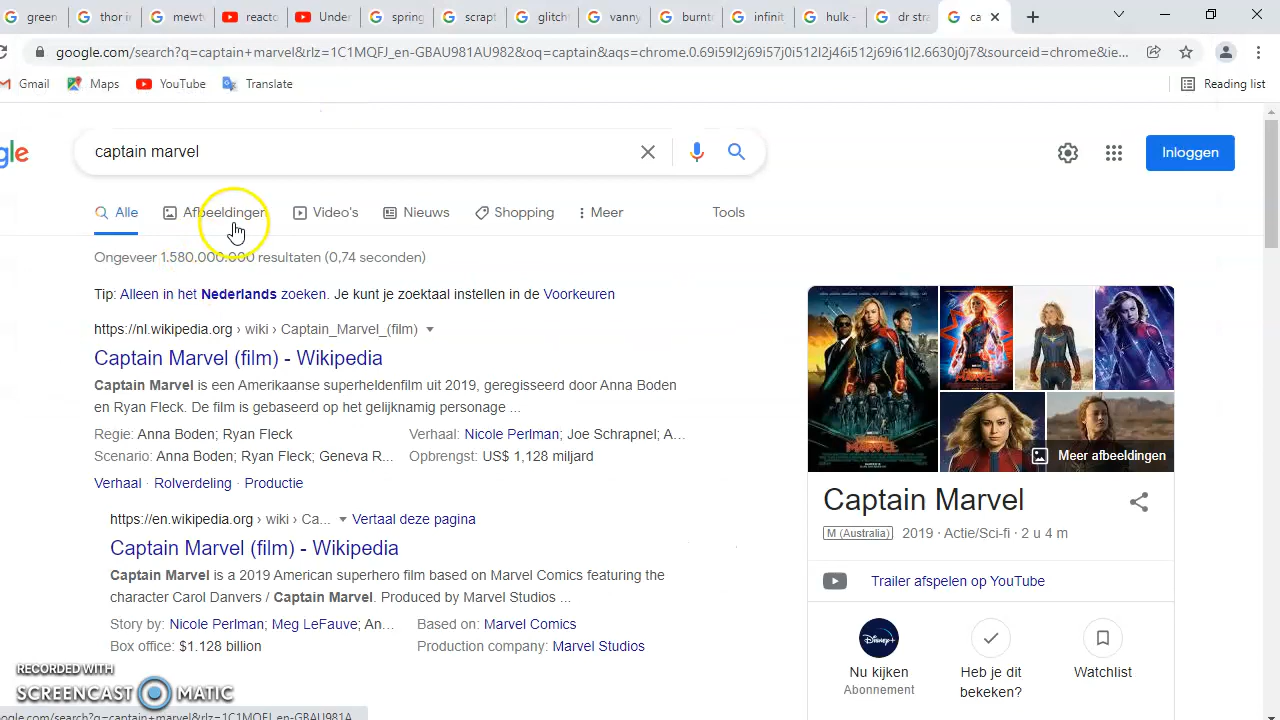 green
thor in
mewt
reacto
Under
spring
scrapt
glitch
vanny
burnt
infinit
hulk -
dr stra
ca
google.com/search?q=captain+marvel&rlz=1C1MQFJ_en-GBAU981AU982&oq=captain&aqs=chrome.0.69i59l2j69i57j0i512l2j46i512j69i61l2.6630j0j7&sourceid=chrome&ie...
Gmail Maps YouTube Translate Reading list
gle captain marvel Inloggen
Alle Afbeeldingen Video's Nieuws Shopping Meer Tools
Ongeveer 1.580.000.000 resultaten (0,74 seconden)
Tip: Alleen in het Nederlands zoeken. Je kunt je zoektaal instellen in de Voorkeuren
https://nl.wikipedia.org › wiki › Captain_Marvel_(film)
Captain Marvel (film) - Wikipedia
Captain Marvel is een Amerikaanse superheldenfilm uit 2019, geregisseerd door Anna Boden
en Ryan Fleck. De film is gebaseerd op het gelijknamig personage ...
Regie: Anna Boden; Ryan Fleck Verhaal: Nicole Perlman; Joe Schrapnel; A...
Scenario: Anna Boden; Ryan Fleck; Geneva R... Opbrengst: US$ 1,128 miljard
Verhaal · Rolverdeling · Productie
https://en.wikipedia.org › wiki › Ca... Vertaal deze pagina
Captain Marvel (film) - Wikipedia
Captain Marvel is a 2019 American superhero film based on Marvel Comics featuring the
character Carol Danvers / Captain Marvel. Produced by Marvel Studios ...
Story by: Nicole Perlman; Meg LeFauve; An... Based on: Marvel Comics
Box office: $1.128 billion Production company: Marvel Studios
Meer afbeeldingen
Captain Marvel
M (Australia) 2019 · Actie/Sci-fi · 2 u 4 m
Trailer afspelen op YouTube
Disney+
Nu kijken
Abonnement
Heb je dit
bekeken?
Watchlist
RECORDED WITH
SCREENCAST MATIC